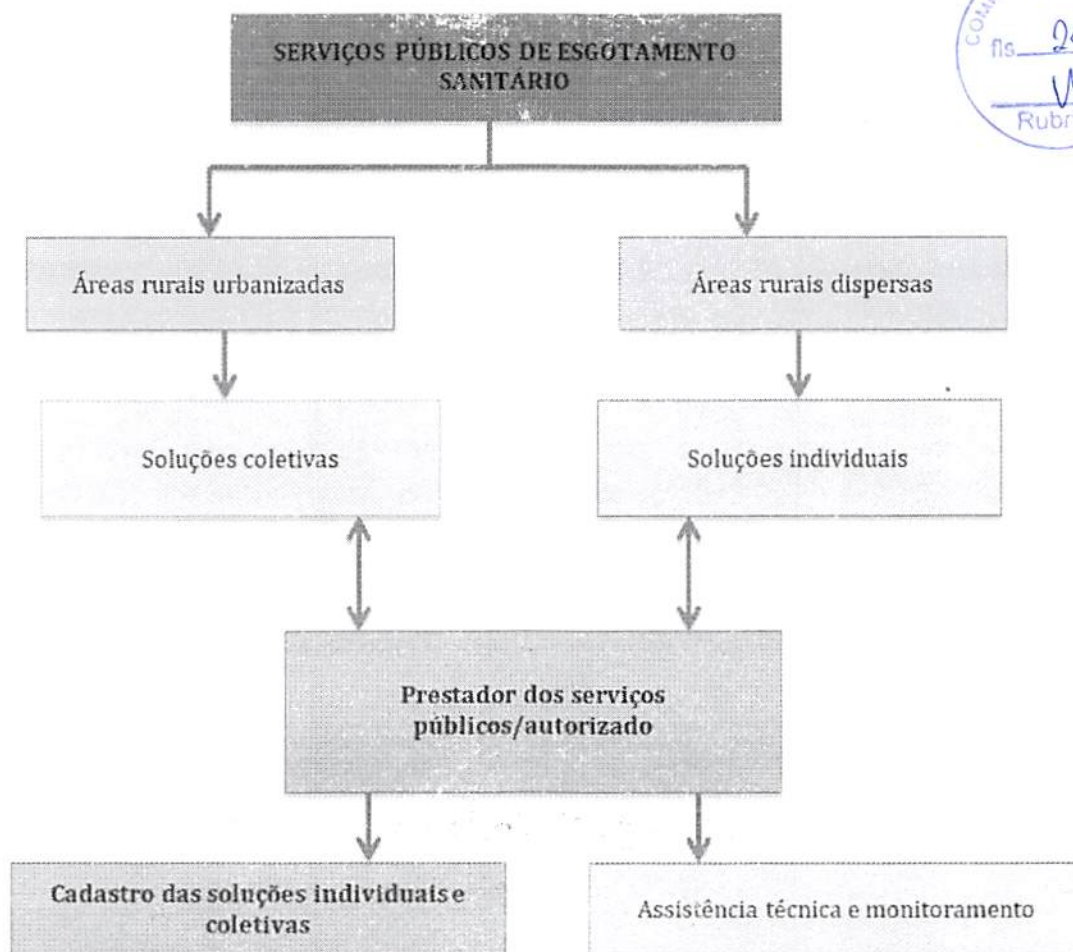 SERVIÇOS PÚBLICOS DE ESGOTAMENTO
SANITÁRIO
fls
Áreas rurais urbanizadas
Áreas rurais dispersas
Soluções coletivas
Soluções individuais
Prestador dos serviços
públicos/autorizado
Cadastro das soluções individuais e
coletivas
Assistência técnica e monitoramento